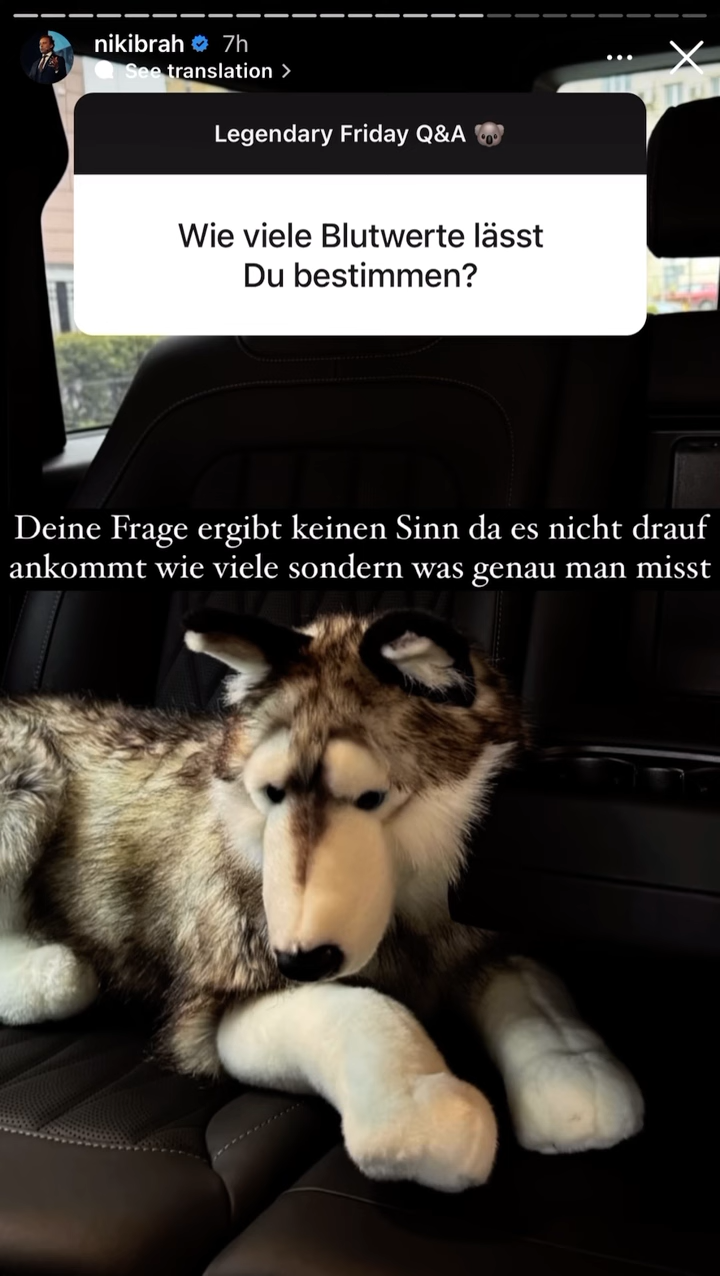 nikibrah 7h
See translation
Legendary Friday Q&A 🐨
Wie viele Blutwerte lässt
Du bestimmen?
Deine Frage ergibt keinen Sinn da es nicht drauf
ankommt wie viele sondern was genau man misst